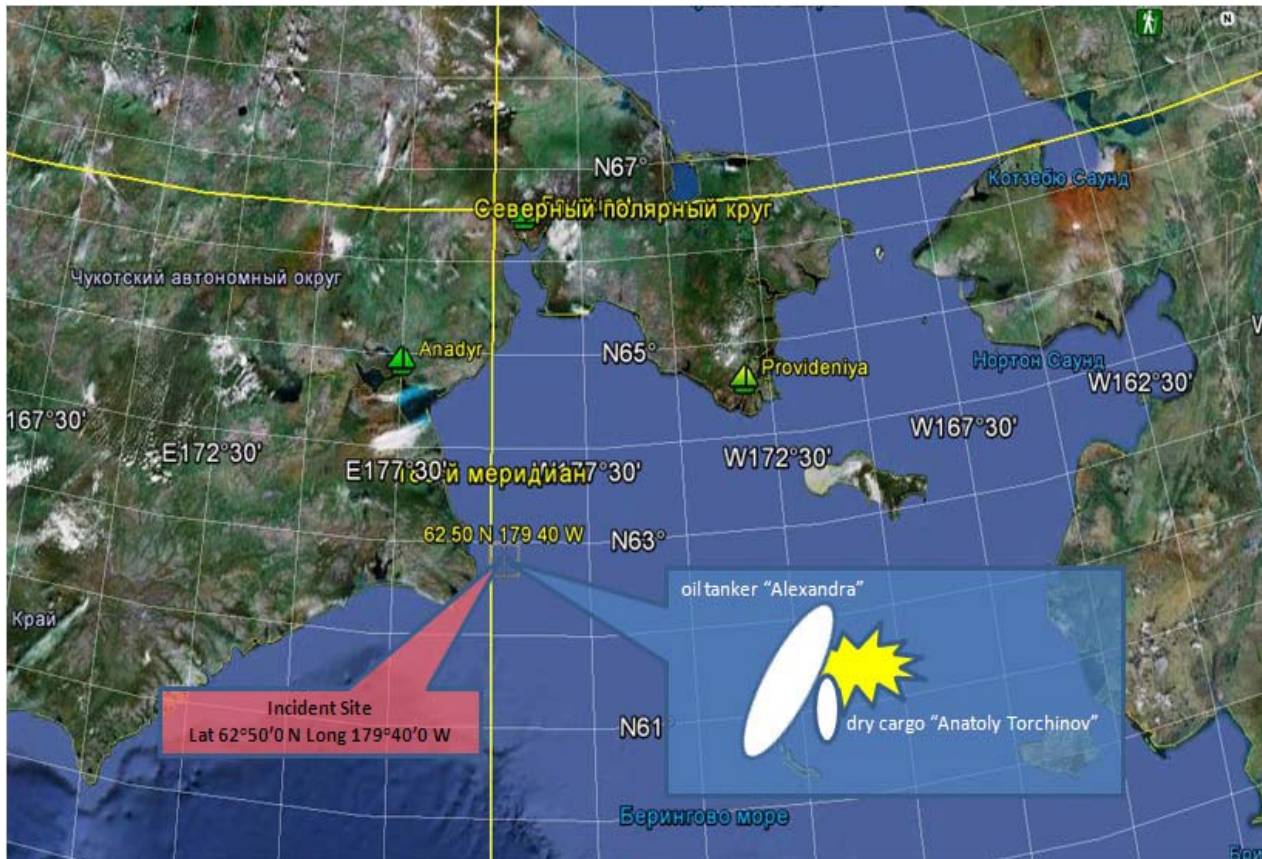 N
N67°
Котзебю Саунд
Северный полярный круг
Чукотский автономный округ
Anadyr
N65°
Provideniya
Нортон Саунд
W162°30'
167°30'
E172°30'
E177°30'
й меридиан
W177°30'
W172°30'
W167°30'
62 50 N 179 40 W
N63°
Край
oil tanker “Alexandra”
Incident Site
Lat 62°50’0 N Long 179°40’0 W
N61°
dry cargo “Anatoly Torchinov”
Берингово море